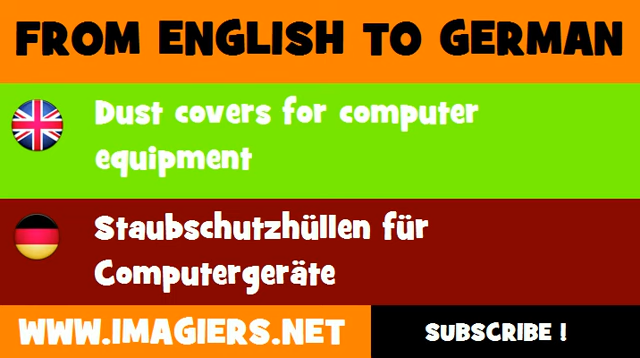 FROM ENGLISH TO GERMAN
Dust covers for computer
equipment
Staubschutzhüllen für
Computergeräte
WWW.IMAGIERS.NET
SUBSCRIBE !